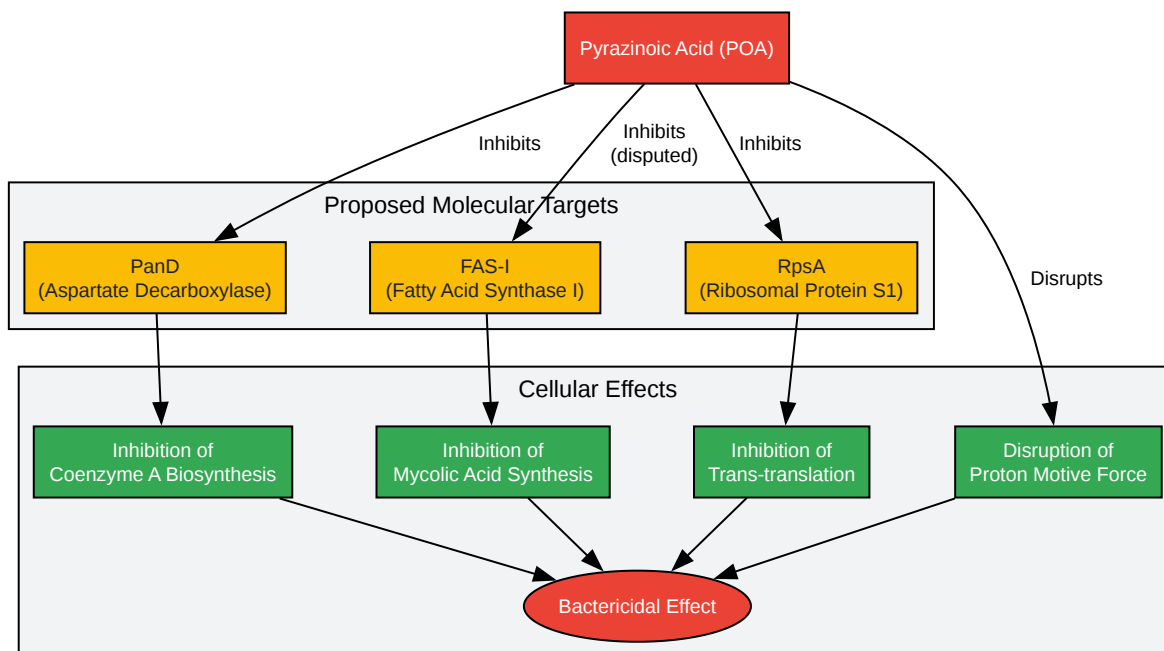 Pyrazinoic Acid (POA)
Inhibits
Inhibits
(disputed)
Inhibits
Disrupts
Proposed Molecular Targets
PanD
(Aspartate Decarboxylase)
FAS-I
(Fatty Acid Synthase I)
RpsA
(Ribosomal Protein S1)
Cellular Effects
Inhibition of
Coenzyme A Biosynthesis
Inhibition of
Mycolic Acid Synthesis
Inhibition of
Trans-translation
Disruption of
Proton Motive Force
Bactericidal Effect